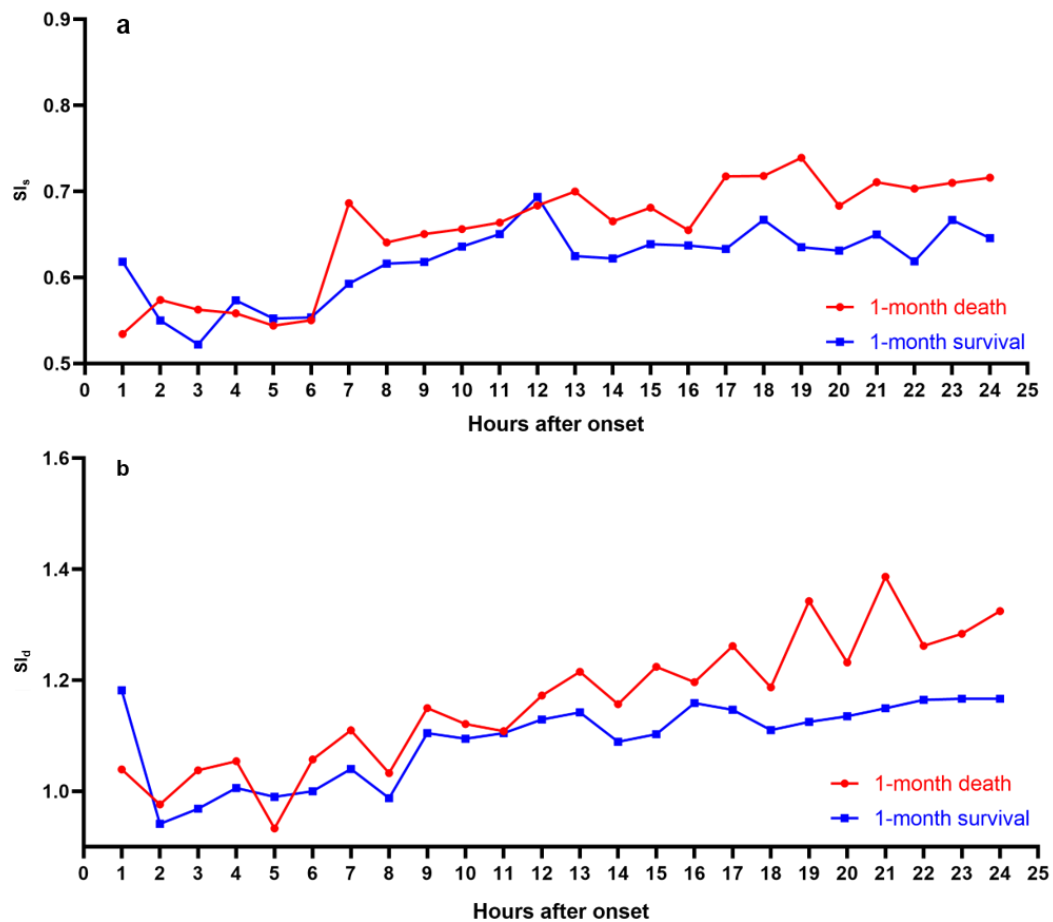 a
0.9
0.8
0.7
0.6
0.5
SIs
1-month death
1-month survival
0 1 2 3 4 5 6 7 8 9 10 11 12 13 14 15 16 17 18 19 20 21 22 23 24 25
Hours after onset
b
1.6
1.4
1.2
1.0
SId
1-month death
1-month survival
0 1 2 3 4 5 6 7 8 9 10 11 12 13 14 15 16 17 18 19 20 21 22 23 24 25
Hours after onset